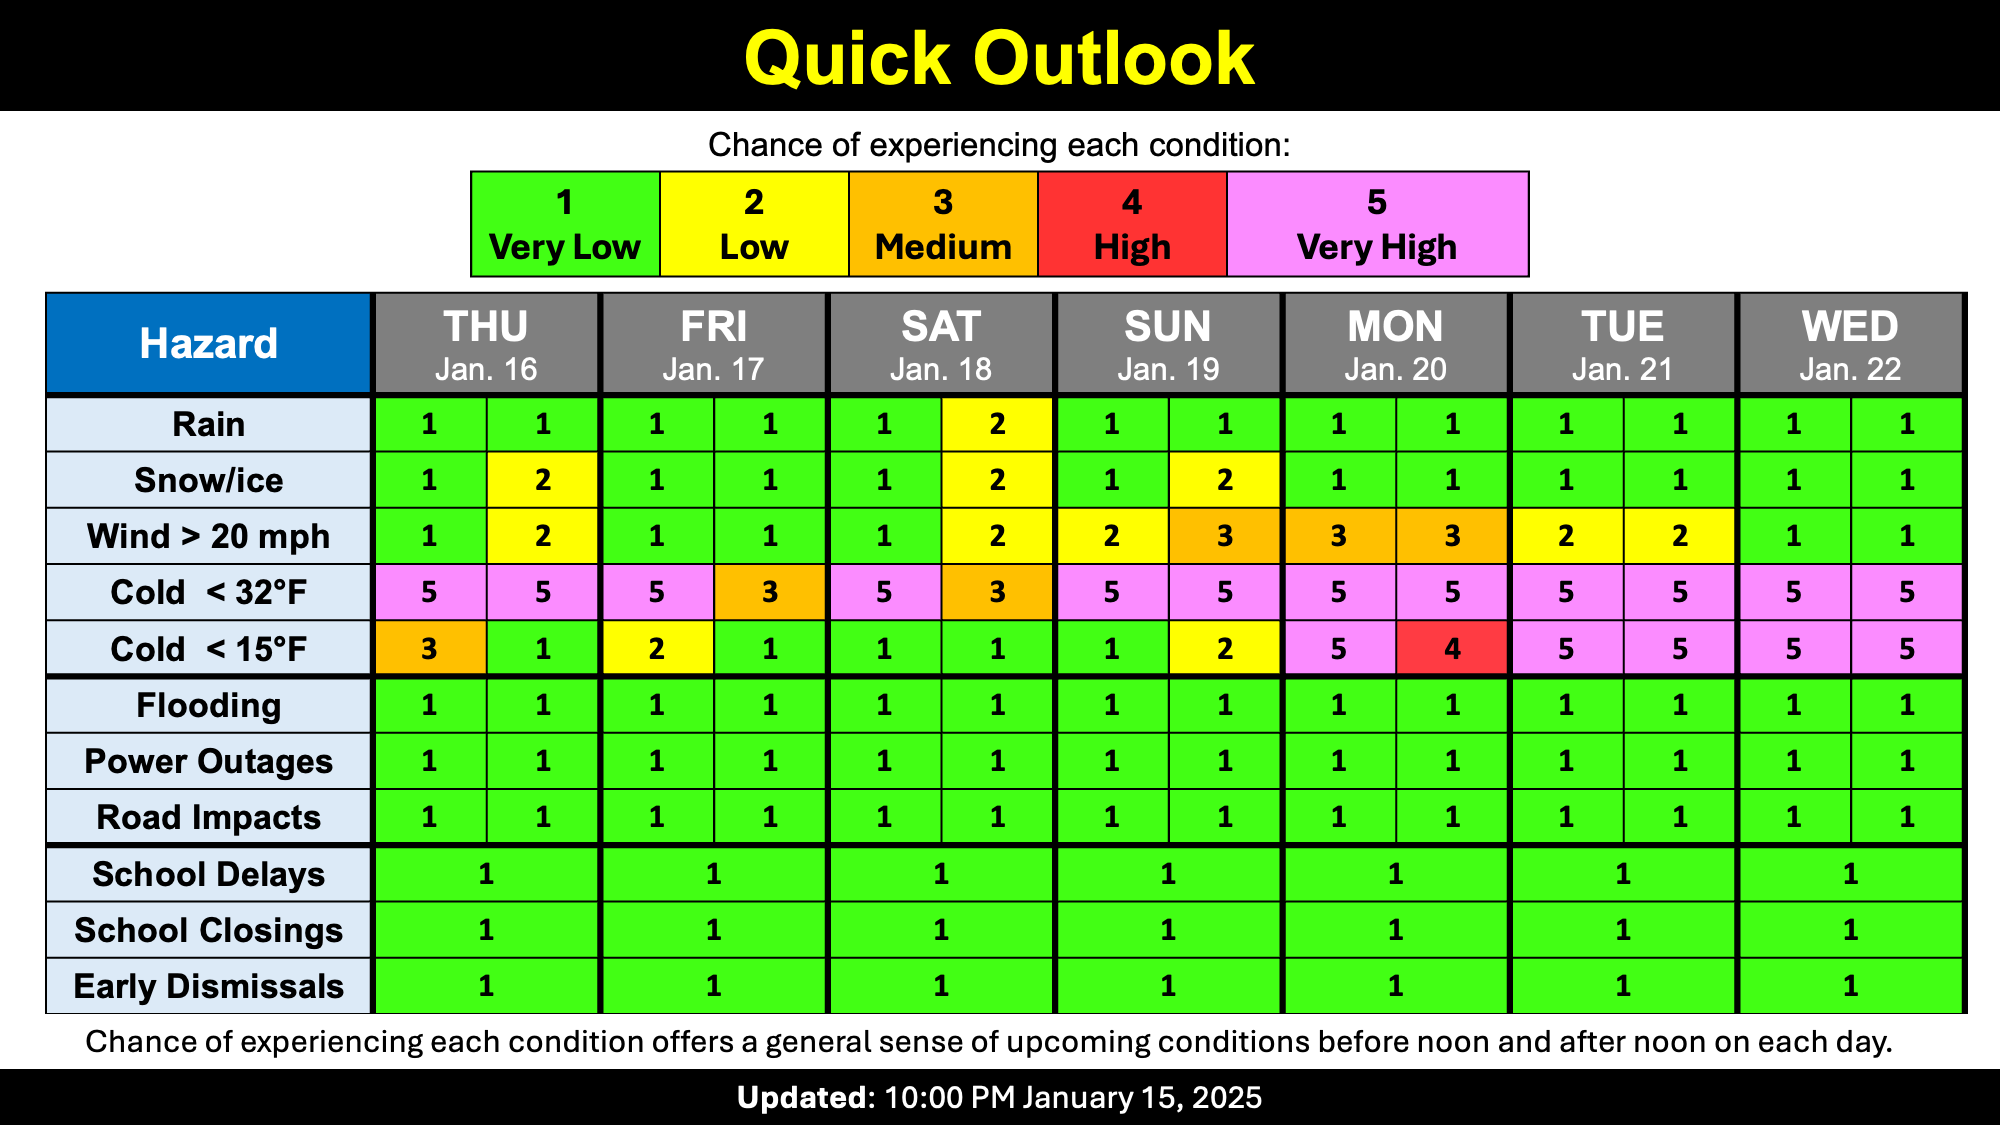 Quick Outlook
Chance of experiencing each condition:
1 2 3 4 5
Very Low Low Medium High Very High
Hazard THU FRI SAT SUN MON TUE WED
Jan. 16 Jan. 17 Jan. 18 Jan. 19 Jan. 20 Jan. 21 Jan. 22
Rain 1 1 1 1 1 2 1 1 1 1 1 1 1 1
Snow/ice 1 2 1 1 1 2 1 2 1 1 1 1 1 1
Wind > 20 mph 1 2 1 1 1 2 2 3 3 3 2 2 1 1
Cold < 32°F 5 5 5 3 5 3 5 5 5 5 5 5 5 5
Cold < 15°F 3 1 2 1 1 1 1 2 5 4 5 5 5 5
Flooding 1 1 1 1 1 1 1 1 1 1 1 1 1 1
Power Outages 1 1 1 1 1 1 1 1 1 1 1 1 1 1
Road Impacts 1 1 1 1 1 1 1 1 1 1 1 1 1 1
School Delays 1 1 1 1 1 1 1
School Closings 1 1 1 1 1 1 1
Early Dismissals 1 1 1 1 1 1 1
Chance of experiencing each condition offers a general sense of upcoming conditions before noon and after noon on each day.
Updated: 10:00 PM January 15, 2025